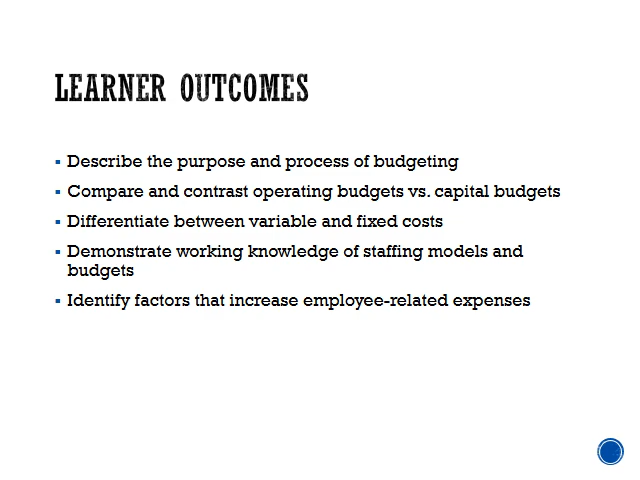 LEARNER OUTCOMES
▪ Describe the purpose and process of budgeting
▪ Compare and contrast operating budgets vs. capital budgets
▪ Differentiate between variable and fixed costs
▪ Demonstrate working knowledge of staffing models and
budgets
▪ Identify factors that increase employee-related expenses